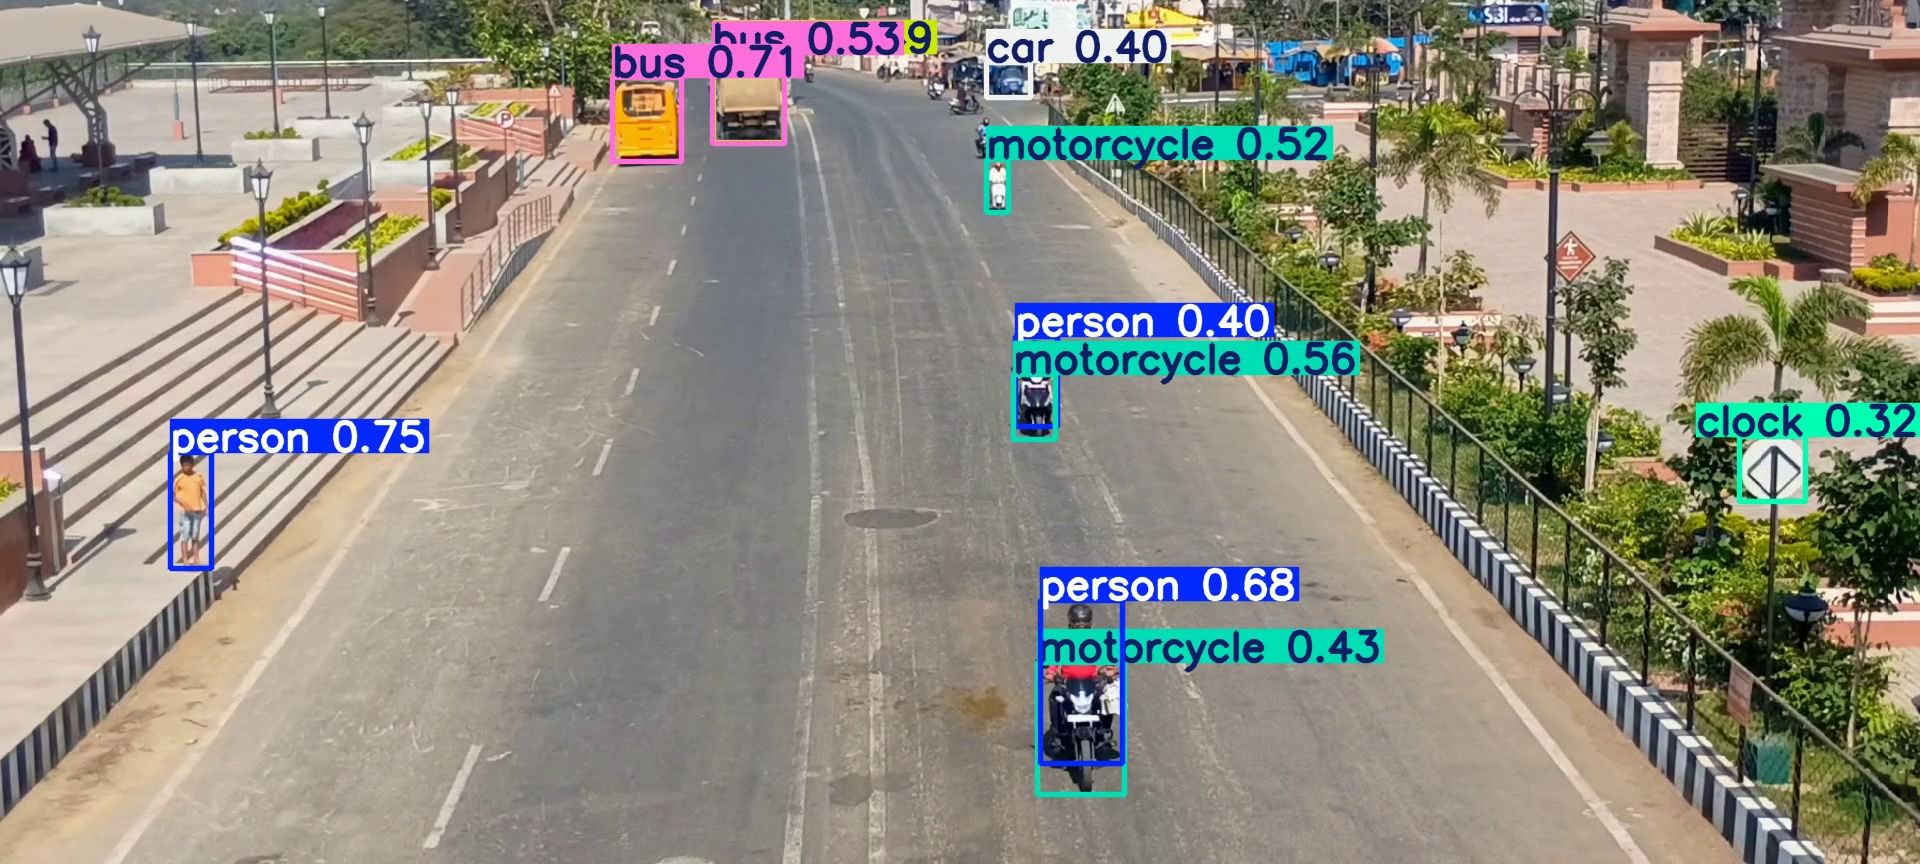 bus 0.539
bus 0.71
car 0.40
SBI
P
motorcycle 0.52
person 0.40
motorcycle 0.56
clock 0.32
person 0.75
person 0.68
motorcycle 0.43